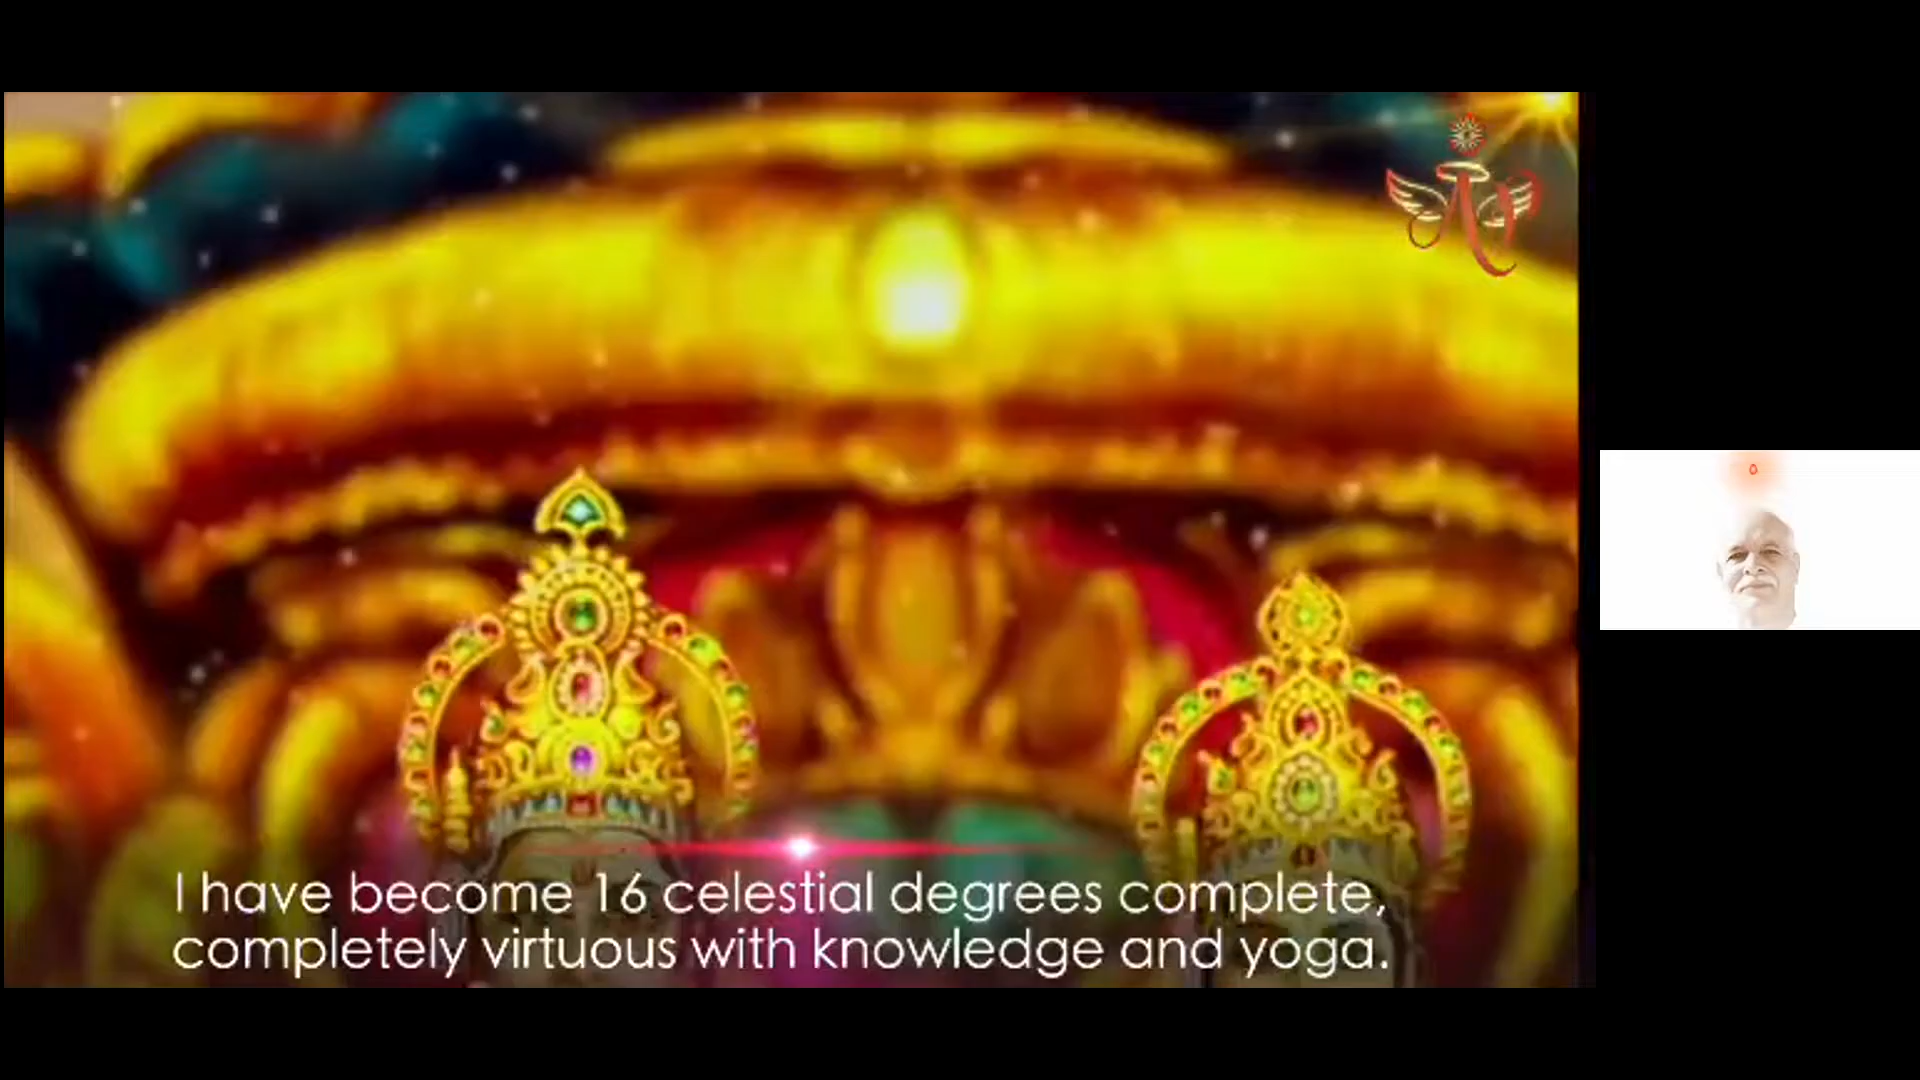 I have become 16 celestial degrees complete,
completely virtuous with knowledge and yoga.